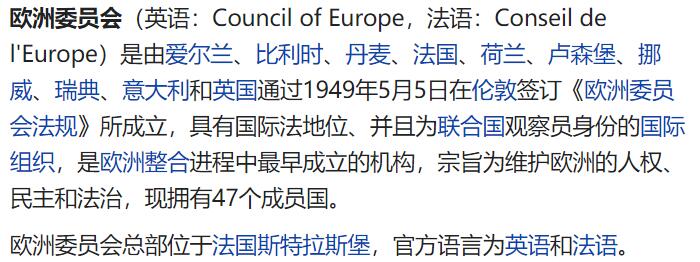 欧洲委员会（英语：Council of Europe，法语：Conseil de
l'Europe）是由爱尔兰、比利时、丹麦、法国、荷兰、卢森堡、挪
威、瑞典、意大利和英国通过1949年5月5日在伦敦签订《欧洲委员
会法规》所成立，具有国际法地位、并且为联合国观察员身份的国际
组织，是欧洲整合进程中最早成立的机构，宗旨为维护欧洲的人权、
民主和法治，现拥有47个成员国。
欧洲委员会总部位于法国斯特拉斯堡，官方语言为英语和法语。